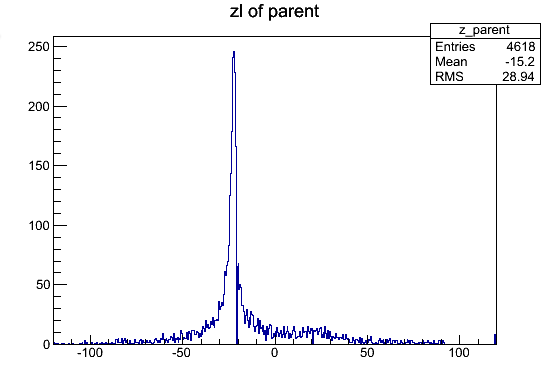 zl of parent
z_parent
Entries 4618
Mean -15.2
RMS 28.94
250
200
150
100
50
0
-100 -50 0 50 100